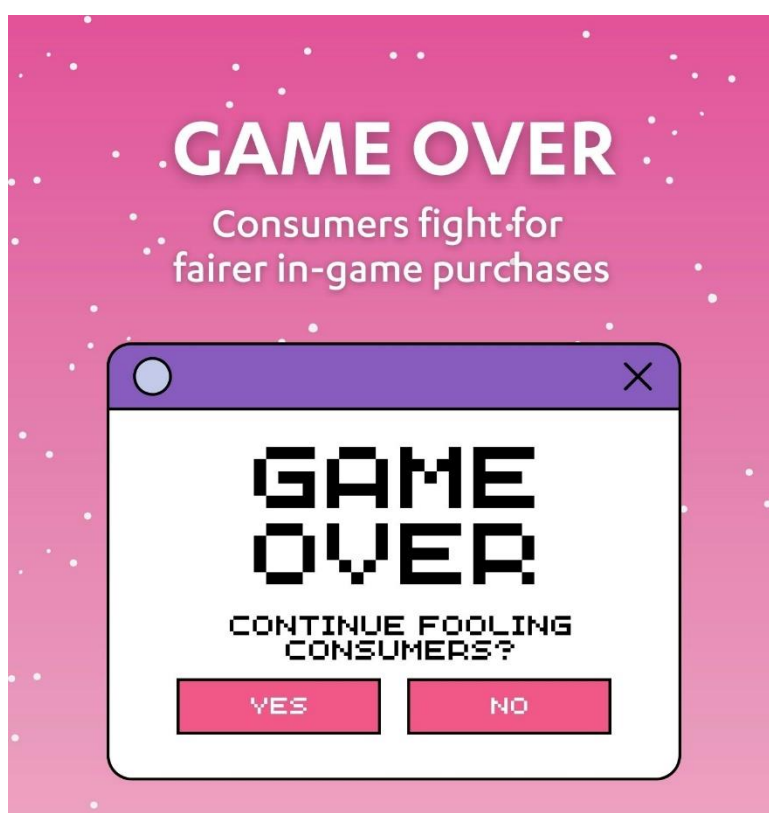 GAME OVER
Consumers fight for
fairer in-game purchases
GAME
OVER
CONTINUE FOOLING
CONSUMERS?
YES
NO